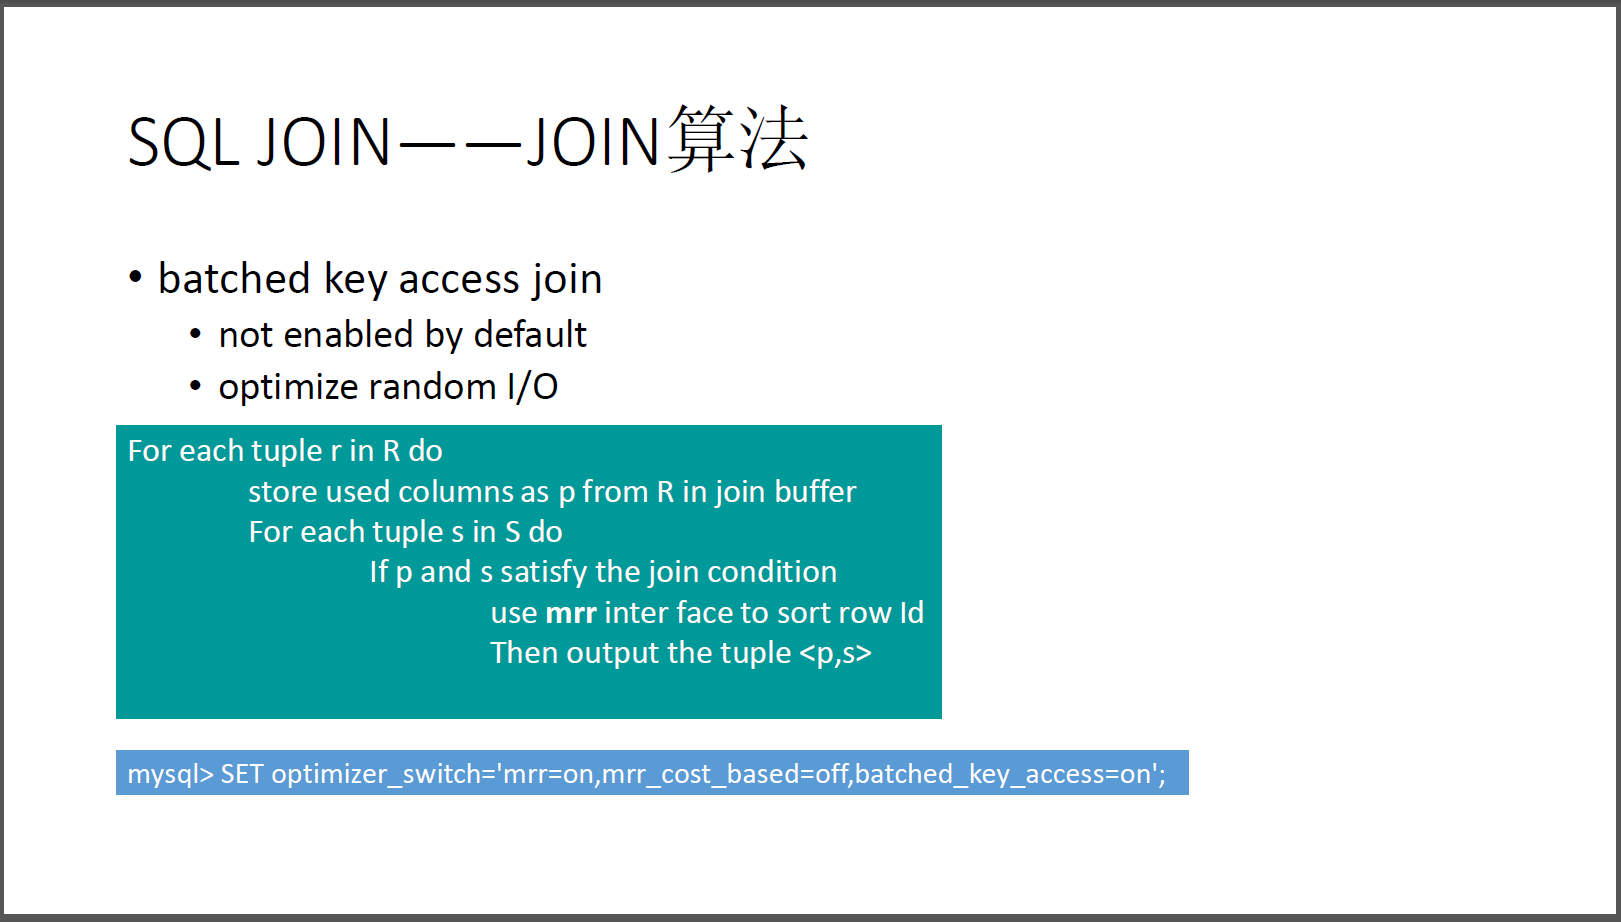 SQL JOIN——JOIN算法
• batched key access join
• not enabled by default
• optimize random I/O
For each tuple r in R do
store used columns as p from R in join buffer
For each tuple s in S do
If p and s satisfy the join condition
use mrr inter face to sort row Id
Then output the tuple <p,s>
mysql> SET optimizer_switch='mrr=on,mrr_cost_based=off,batched_key_access=on';